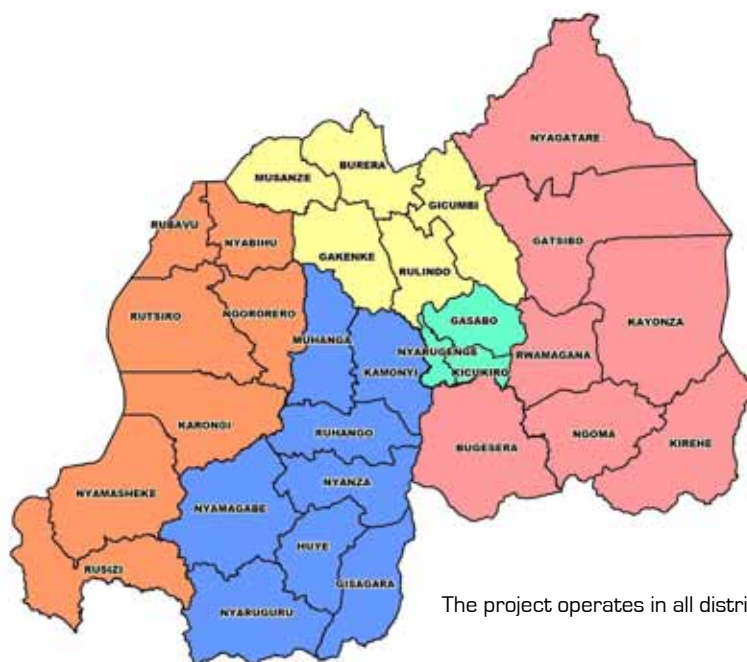 NYAGATARE
BURERA
MUSANZE
GICUMBI
RUBAVU
NYABIHU
GATSIBO
GAKENKE
RULINDO
RUTSIRO
NGORORERO
GASABO
KAYONZA
MUHANGA
NYARUGENGE
RWAMAGANA
KAMONYI
KICUKIRO
KARONGI
RUHANGO
BUGESERA
NGOMA
KIREHE
NYAMASHEKE
NYANZA
NYAMAGABE
HUYE
RUSIZI
GISAGARA
NYARUGURU
The project operates in all distri